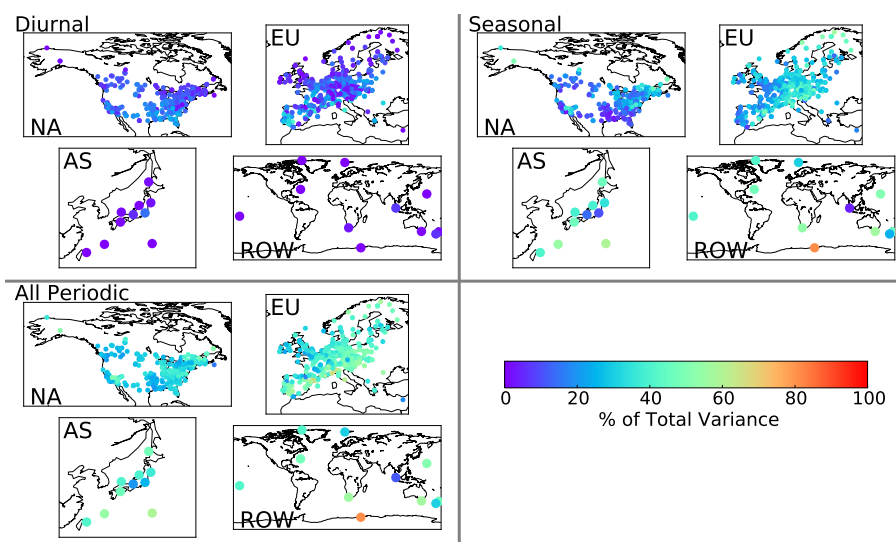 Diurnal
EU
NA
AS
ROW
Seasonal
EU
NA
AS
ROW
All Periodic
EU
NA
AS
ROW
0 20 40 60 80 100
% of Total Variance